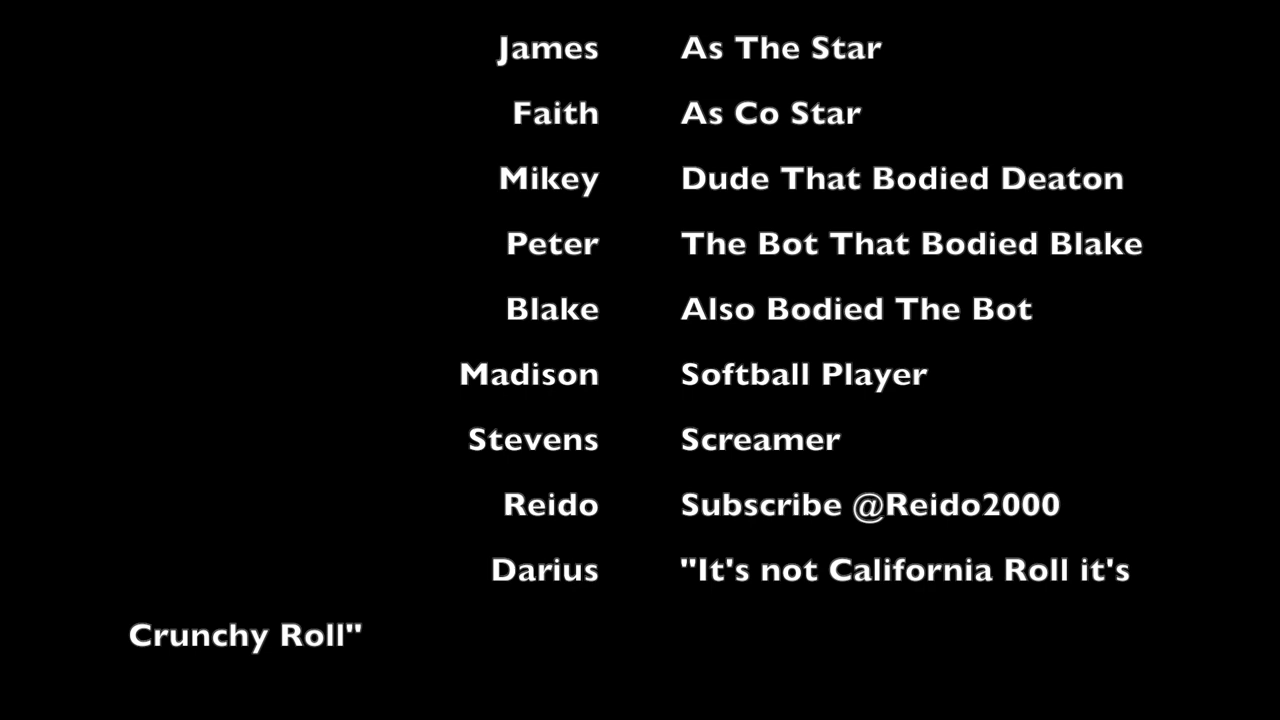 James As The Star
Faith As Co Star
Mikey Dude That Bodied Deaton
Peter The Bot That Bodied Blake
Blake Also Bodied The Bot
Madison Softball Player
Stevens Screamer
Reido Subscribe @Reido2000
Darius "It's not California Roll it's
Crunchy Roll"